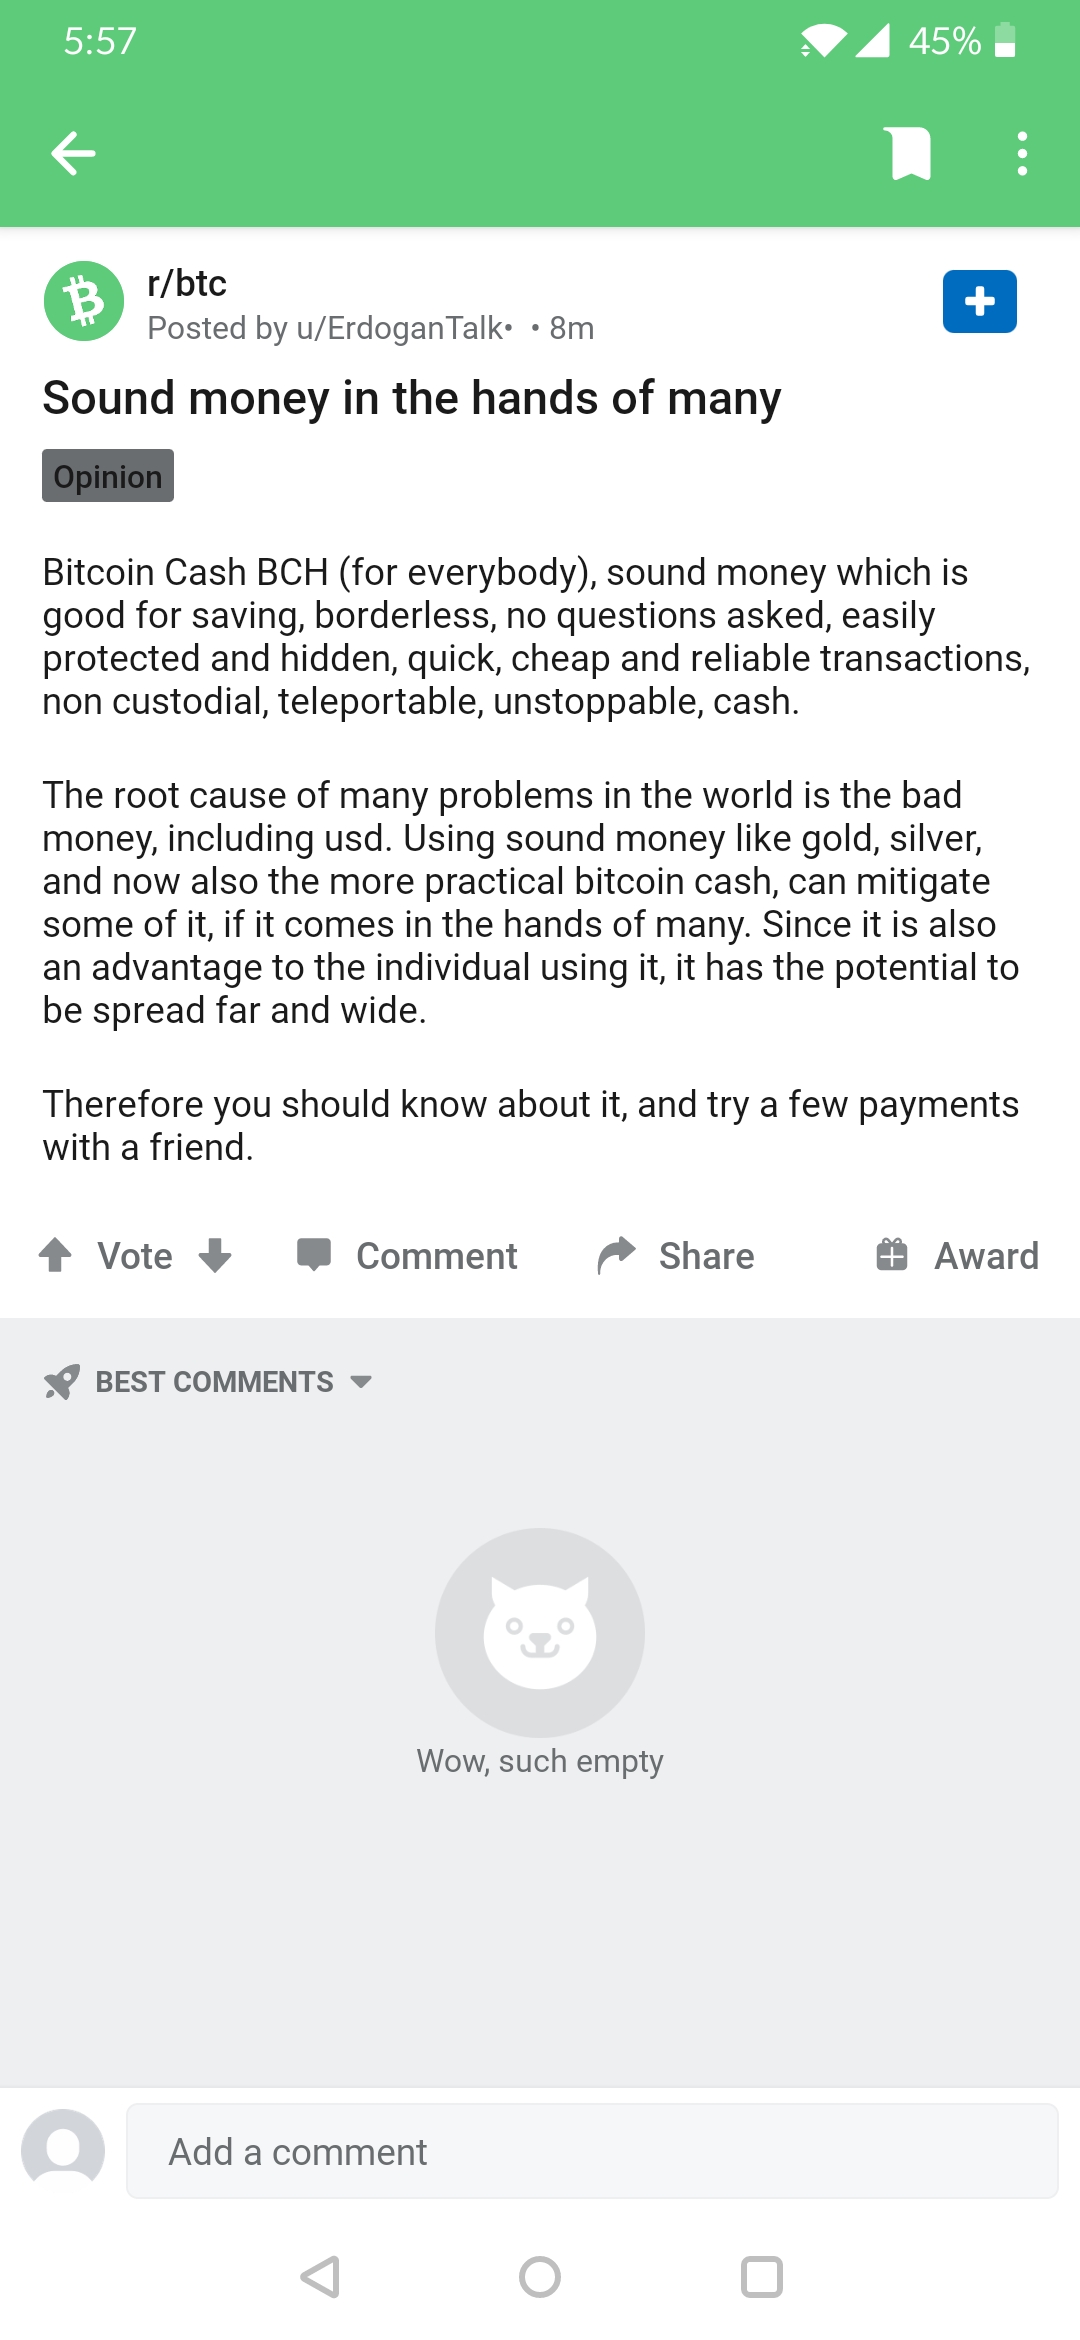 5:57
45%
r/btc
Posted by u/ErdoganTalk• • 8m
Sound money in the hands of many
Opinion
Bitcoin Cash BCH (for everybody), sound money which is
good for saving, borderless, no questions asked, easily
protected and hidden, quick, cheap and reliable transactions,
non custodial, teleportable, unstoppable, cash.
The root cause of many problems in the world is the bad
money, including usd. Using sound money like gold, silver,
and now also the more practical bitcoin cash, can mitigate
some of it, if it comes in the hands of many. Since it is also
an advantage to the individual using it, it has the potential to
be spread far and wide.
Therefore you should know about it, and try a few payments
with a friend.
Vote Comment Share Award
BEST COMMENTS
Wow, such empty
Add a comment